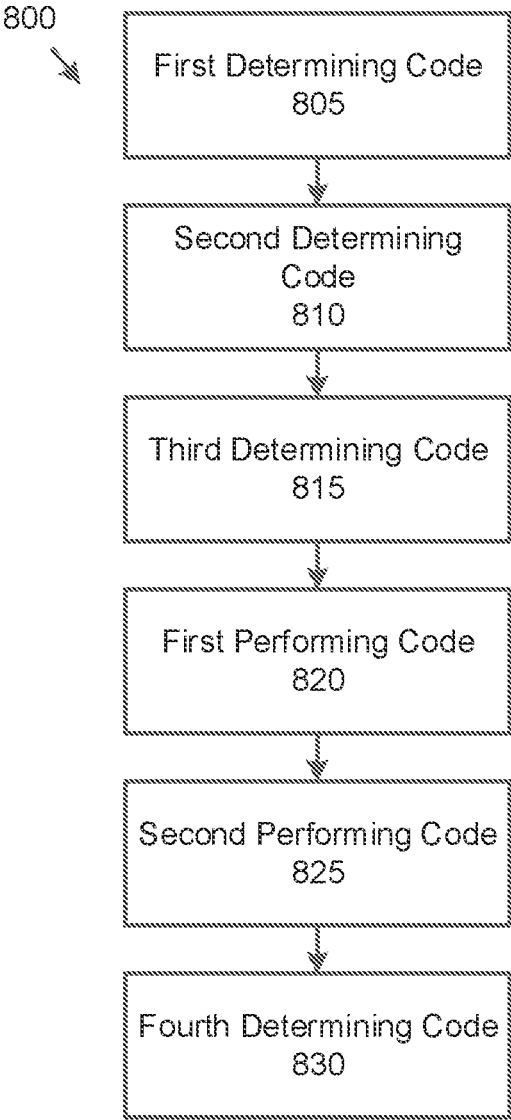 800
First Determining Code
805
Second Determining
Code
810
Third Determining Code
815
First Performing Code
820
Second Performing Code
825
Fourth Determining Code
830